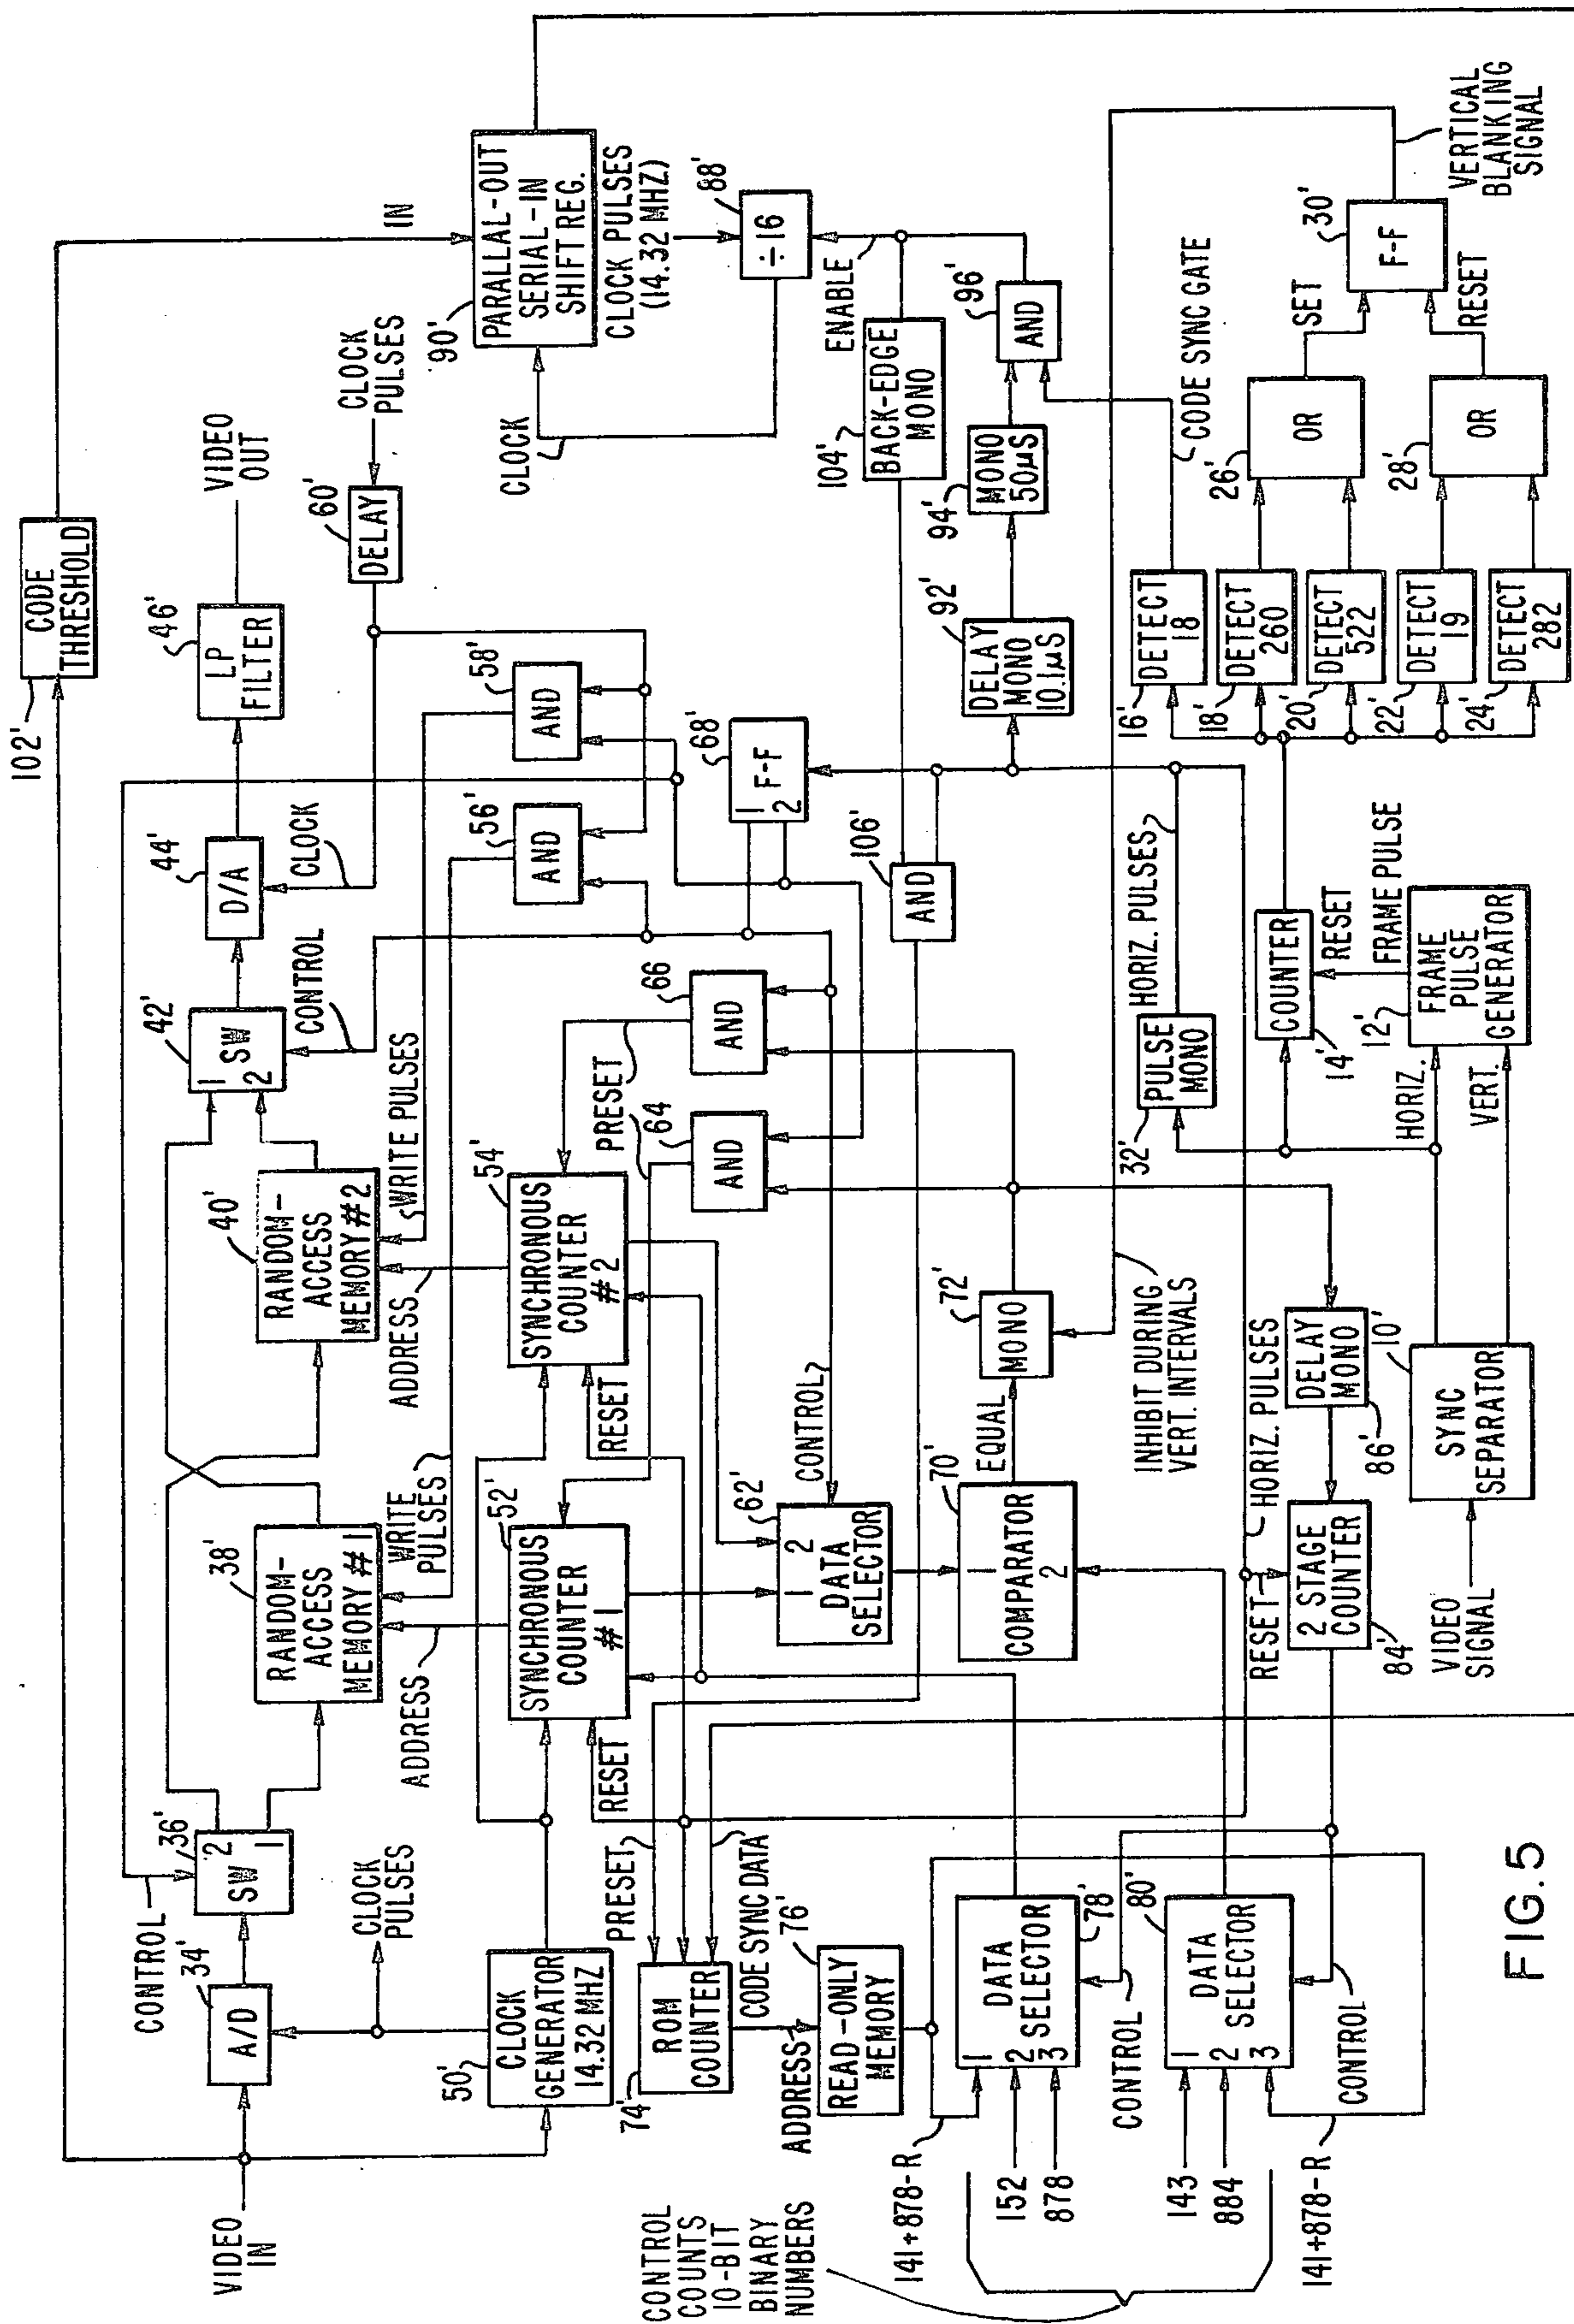 102'
CODE
THRESHOLD
VIDEO
IN
CONTROL
34'
A/D
36'
SW
2
1
CLOCK
PULSES
38'
RANDOM-
ACCESS
MEMORY #1
40'
RANDOM-
ACCESS
MEMORY #2
42'
1
SW
2
CONTROL
44'
D/A
CLOCK
46'
LP
FILTER
VIDEO
OUT
60'
DELAY
CLOCK
PULSES
IN
90'
PARALLAL-OUT
SERIAL-IN
SHIFT REG.
CLOCK PULSES
(14.32 MHZ)
88'
÷16
CLOCK
ENABLE
ADDRESS
WRITE
PULSES
ADDRESS
WRITE PULSES
50'
CLOCK
GENERATOR
14.32 MHZ
52'
SYNCHRONOUS
COUNTER
#1
RESET
54'
SYNCHRONOUS
COUNTER
#2
RESET
PRESET
56'
AND
58'
AND
64
AND
66
AND
68'
1
2
F-F
104'
BACK-EDGE
MONO
96'
AND
94'
MONO
50µS
92'
DELAY
MONO
10.1µS
106'
AND
PRESET
74'
ROM
COUNTER
CODE SYNC DATA
ADDRESS
76'
READ-ONLY
MEMORY
62'
1 2
DATA
SELECTOR
CONTROL
70'
1
COMPARATOR
2
EQUAL
72'
MONO
INHIBIT DURING
VERT. INTERVALS
HORIZ. PULSES
32'
PULSE
MONO
CODE SYNC GATE
16'
DETECT
18
18'
DETECT
260
20'
DETECT
522
22'
DETECT
19
24'
DETECT
282
26'
OR
28'
OR
SET
RESET
30'
F-F
VERTICAL
BLANKING
SIGNAL
CONTROL
COUNTS
10-BIT
BINARY
NUMBERS
141+878-R
152
878
1
2
3
DATA
SELECTOR
78'
CONTROL
143
884
141+878-R
1
2
3
DATA
SELECTOR
80'
CONTROL
RESET
HORIZ. PULSES
2 STAGE
COUNTER
84'
DELAY
MONO
86'
VIDEO
SIGNAL
10'
SYNC
SEPARATOR
HORIZ.
VERT.
14'
COUNTER
RESET
FRAME PULSE
12'
FRAME
PULSE
GENERATOR
FIG.5